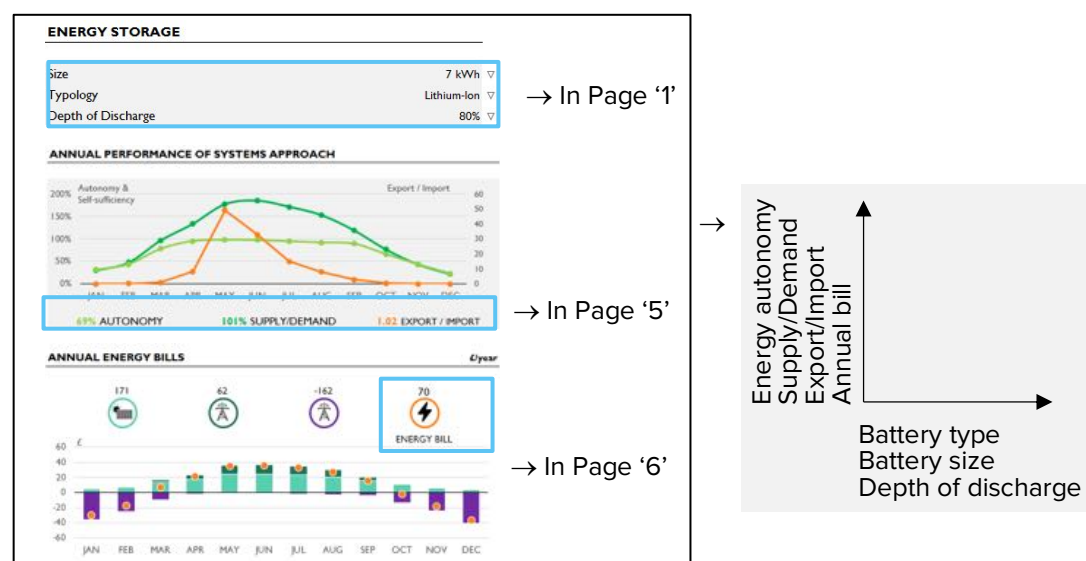 ENERGY STORAGE
Size 7 kWh ▽
Typology Lithium-Ion ▽
Depth of Discharge 80% ▽
→ In Page ‘1’
ANNUAL PERFORMANCE OF SYSTEMS APPROACH
Autonomy &
Self-sufficiency
Export / Import
200% 60
50
150% 40
100% 30
20
50% 10
0% 0
JAN FEB MAR APR MAY JUN JUL AUG SEP OCT NOV DEC
69% AUTONOMY 101% SUPPLY/DEMAND 1.02 EXPORT / IMPORT
→ In Page ‘5’
ANNUAL ENERGY BILLS £/year
171 62 -162 70
ENERGY BILL
60 £
40
20
0
-20
-40
-60
JAN FEB MAR APR MAY JUN JUL AUG SEP OCT NOV DEC
→ In Page ‘6’
→
Energy autonomy
Supply/Demand
Export/Import
Annual bill
Battery type
Battery size
Depth of discharge